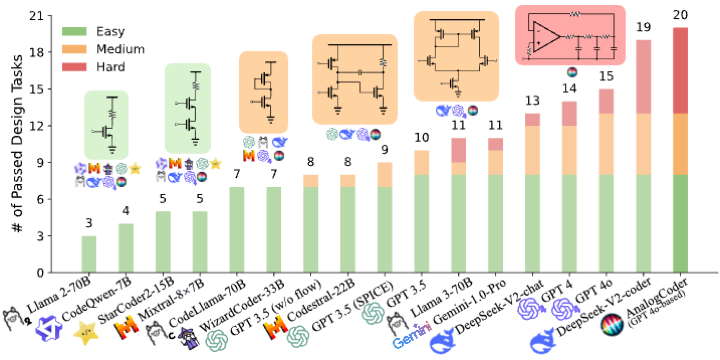 # of Passed Design Tasks
21
18
15
12
9
6
3
0
Easy
Medium
Hard
3
4
5
5
7
7
8
8
9
10
11
11
13
14
15
19
20
Llama 2-70B
CodeQwen-7B
StarCoder2-15B
Mixtral-8×7B
CodeLlama-70B
WizardCoder-33B
GPT 3.5 (w/o flow)
Codestral-22B
GPT 3.5 (SPICE)
GPT 3.5
Llama 3-70B
Gemini
Gemini-1.0-Pro
DeepSeek-V2-chat
GPT 4
GPT 4o
DeepSeek-V2-coder
AnalogCoder
(GPT 4o-based)